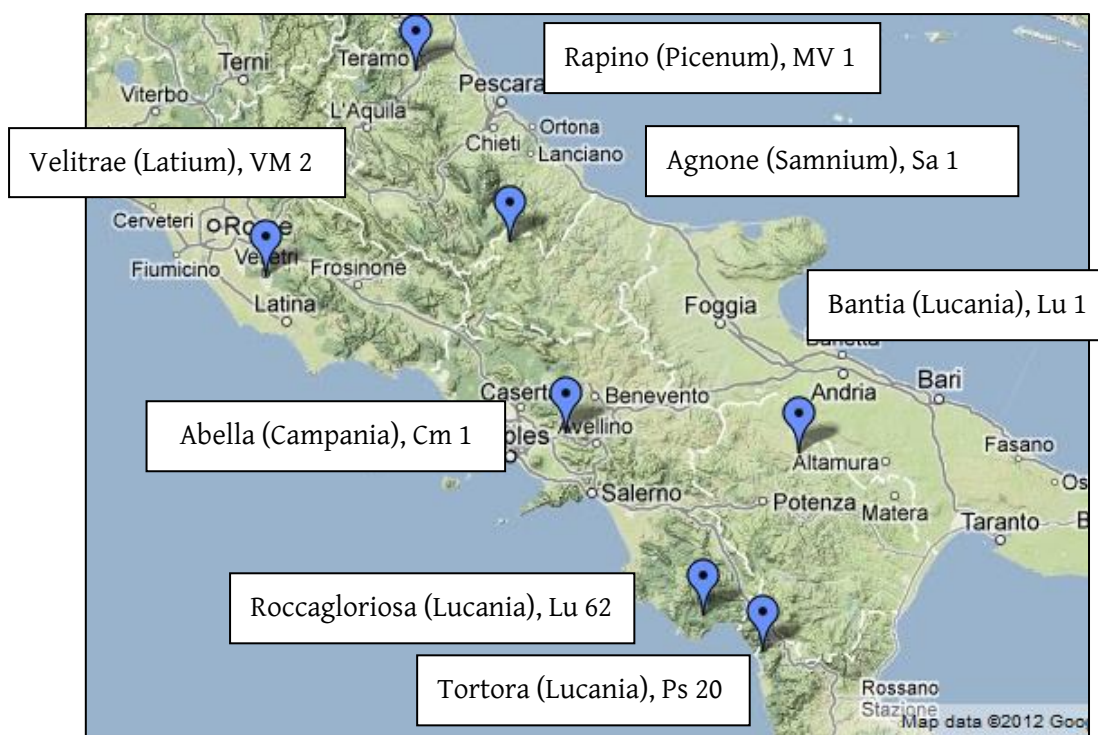 Rapino (Picenum), MV 1
Teramo
Terni
Pescara
Viterbo
L'Aquila
Chieti
Ortona
Lanciano
Agnone (Samnium), Sa 1
Velitrae (Latium), VM 2
Cerveteri
Fiumicino
Frosinone
Latina
Foggia
Bantia (Lucania), Lu 1
Andria
Bari
Benevento
Abella (Campania), Cm 1
Avellino
Altamura
Fasano
Salerno
Potenza
Matera
Taranto
Roccagloriosa (Lucania), Lu 62
Tortora (Lucania), Ps 20
Rossano
Stazione
Map data ©2012 Goo